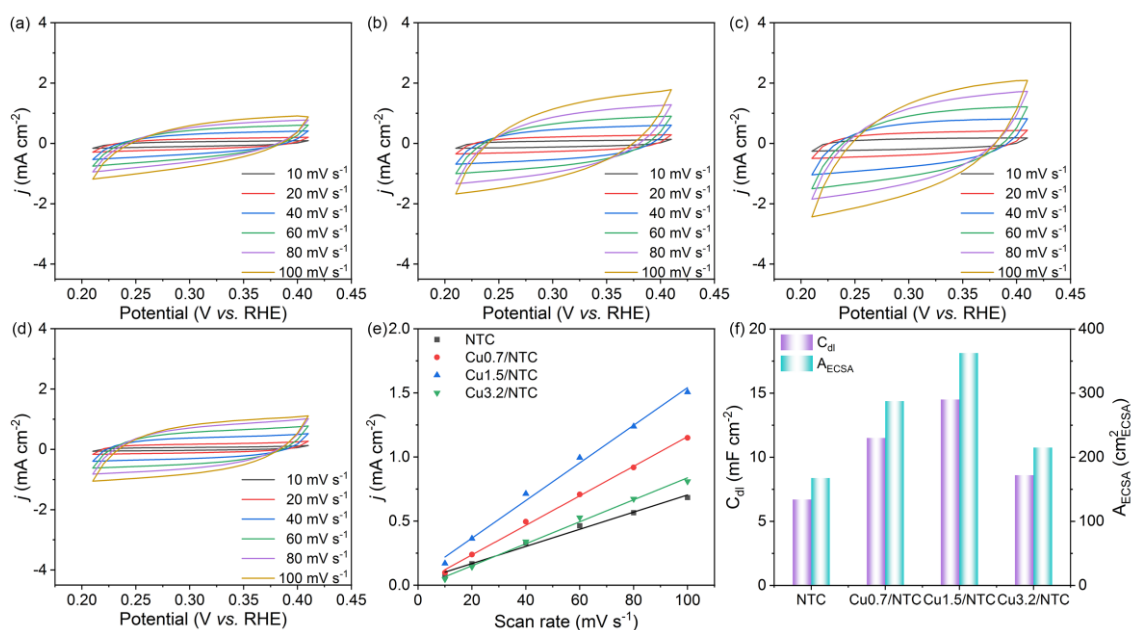 (a)
4
2
0
-2
-4
j (mA cm⁻²)
10 mV s⁻¹
20 mV s⁻¹
40 mV s⁻¹
60 mV s⁻¹
80 mV s⁻¹
100 mV s⁻¹
0.20 0.25 0.30 0.35 0.40 0.45
Potential (V vs. RHE)
(b)
4
2
0
-2
-4
j (mA cm⁻²)
10 mV s⁻¹
20 mV s⁻¹
40 mV s⁻¹
60 mV s⁻¹
80 mV s⁻¹
100 mV s⁻¹
0.20 0.25 0.30 0.35 0.40 0.45
Potential (V vs. RHE)
(c)
4
2
0
-2
-4
j (mA cm⁻²)
10 mV s⁻¹
20 mV s⁻¹
40 mV s⁻¹
60 mV s⁻¹
80 mV s⁻¹
100 mV s⁻¹
0.20 0.25 0.30 0.35 0.40 0.45
Potential (V vs. RHE)
(d)
4
2
0
-2
-4
j (mA cm⁻²)
10 mV s⁻¹
20 mV s⁻¹
40 mV s⁻¹
60 mV s⁻¹
80 mV s⁻¹
100 mV s⁻¹
0.20 0.25 0.30 0.35 0.40 0.45
Potential (V vs. RHE)
(e)
2.0
1.5
1.0
0.5
0.0
j (mA cm⁻²)
NTC
Cu0.7/NTC
Cu1.5/NTC
Cu3.2/NTC
0 20 40 60 80 100
Scan rate (mV s⁻¹)
(f)
20
15
10
5
0
C_dl (mF cm⁻²)
C_dl
A_ECSA
400
300
200
100
0
A_ECSA (cm²_ECSA)
NTC Cu0.7/NTC Cu1.5/NTC Cu3.2/NTC